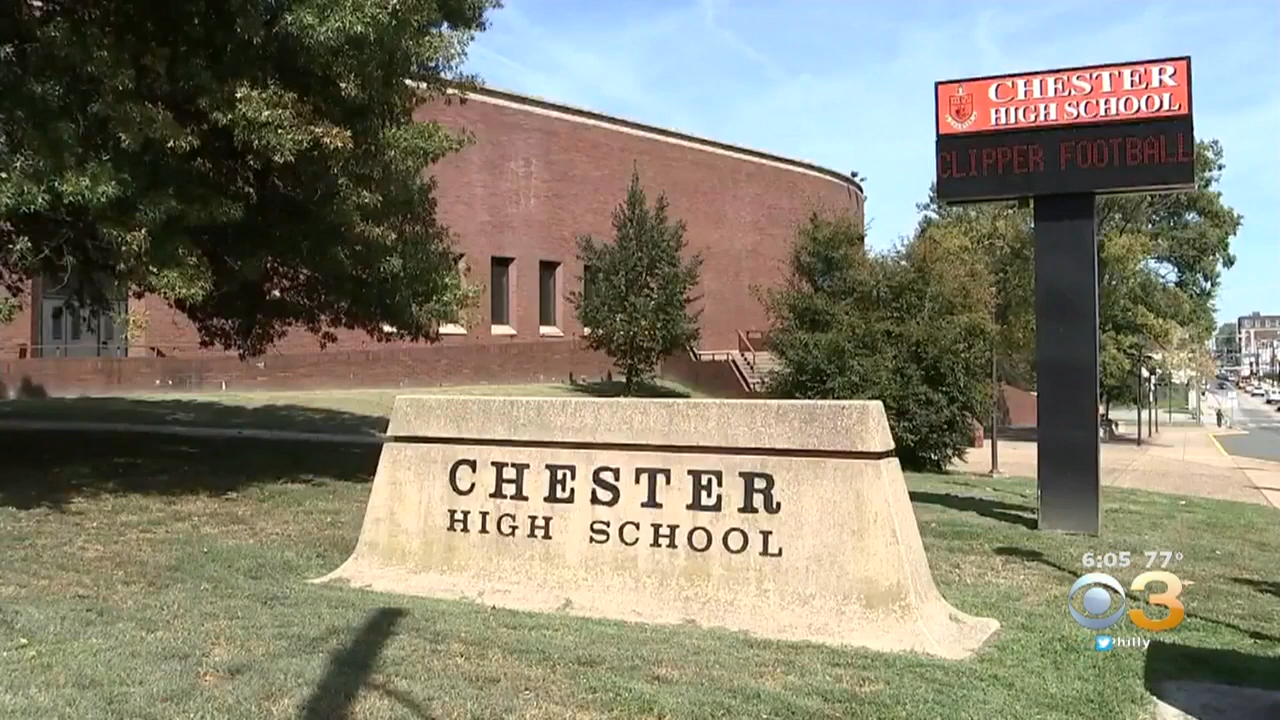 CHESTER
HIGH SCHOOL
CLIPPER FOOTBALL
CHESTER
HIGH SCHOOL
6:05 77°
3
Philly